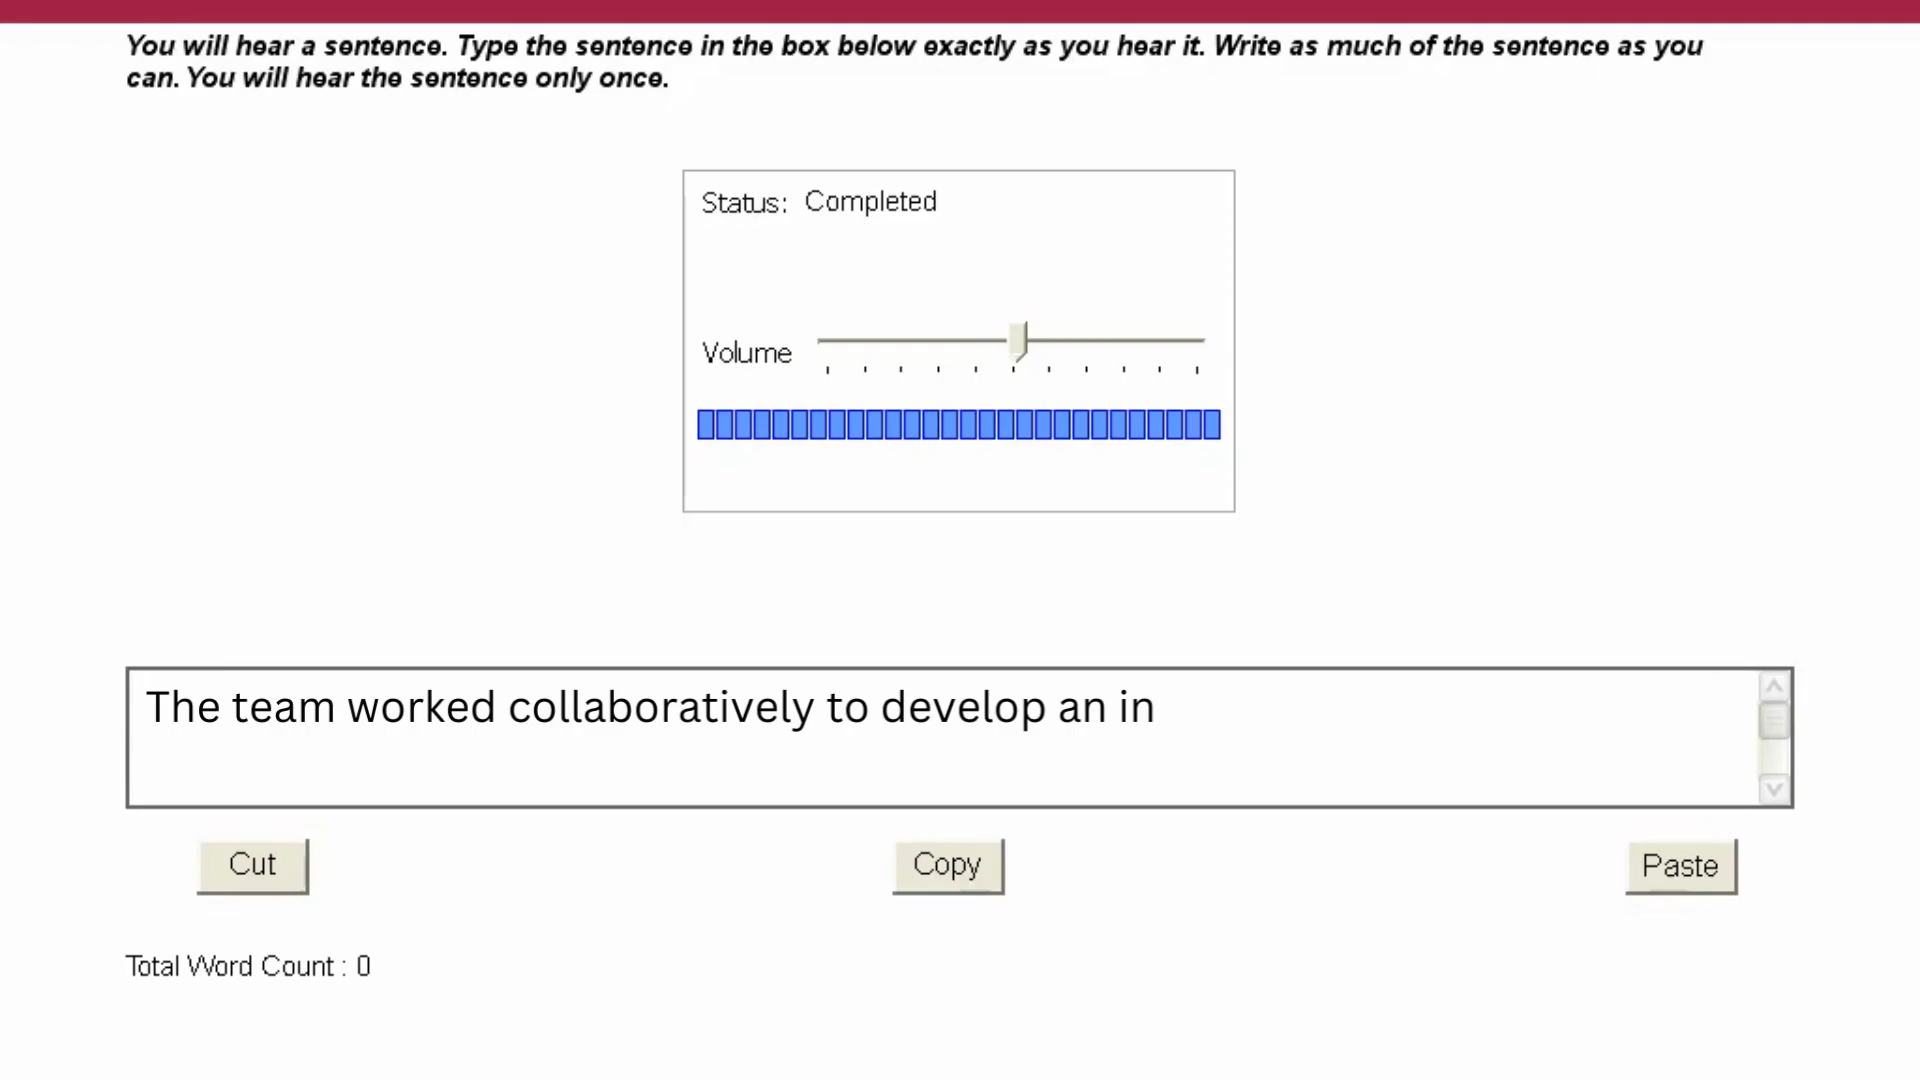 You will hear a sentence. Type the sentence in the box below exactly as you hear it. Write as much of the sentence as you
can. You will hear the sentence only once.
Status: Completed
Volume
The team worked collaboratively to develop an in
Cut
Copy
Paste
Total Word Count : 0